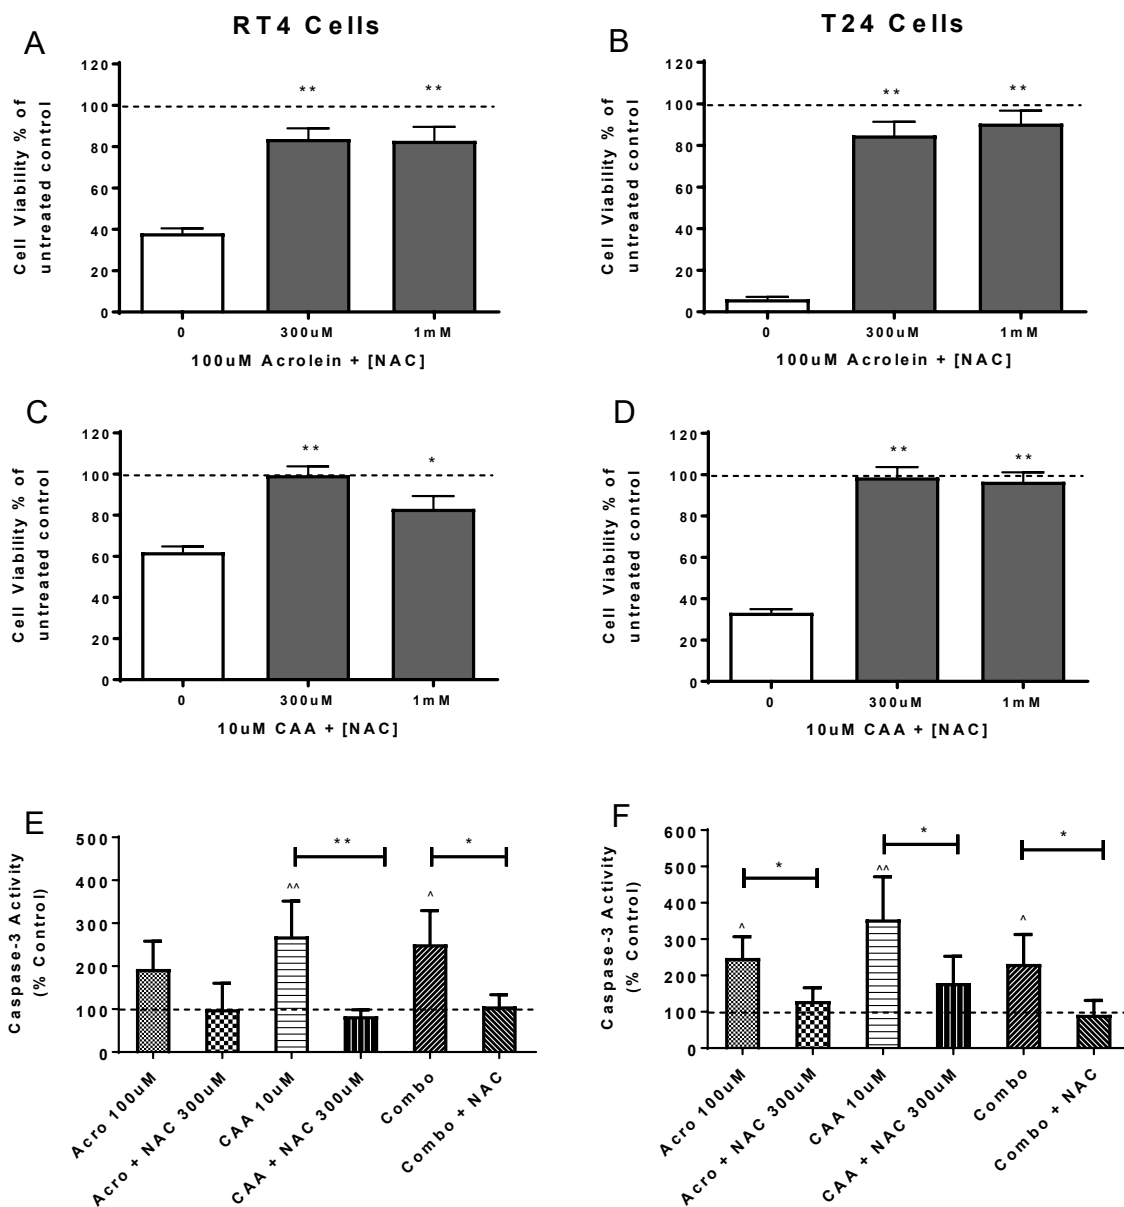 RT4 Cells
T24 Cells
A
Cell Viability % of
untreated control
120
100
80
60
40
20
0
**
**
0
300uM
1mM
100uM Acrolein + [NAC]
B
Cell Viability % of
untreated control
120
100
80
60
40
20
0
**
**
0
300uM
1mM
100uM Acrolein + [NAC]
C
Cell Viability % of
untreated control
120
100
80
60
40
20
0
**
*
0
300uM
1mM
10uM CAA + [NAC]
D
Cell Viability % of
untreated control
120
100
80
60
40
20
0
**
**
0
300uM
1mM
10uM CAA + [NAC]
E
Caspase-3 Activity
(% Control)
500
400
300
200
100
0
**
*
^^
^
Acro 100uM
Acro + NAC 300uM
CAA 10uM
CAA + NAC 300uM
Combo
Combo + NAC
F
Caspase-3 Activity
(% Control)
600
500
400
300
200
100
0
*
*
*
^
^^
^
Acro 100uM
Acro + NAC 300uM
CAA 10uM
CAA + NAC 300uM
Combo
Combo + NAC